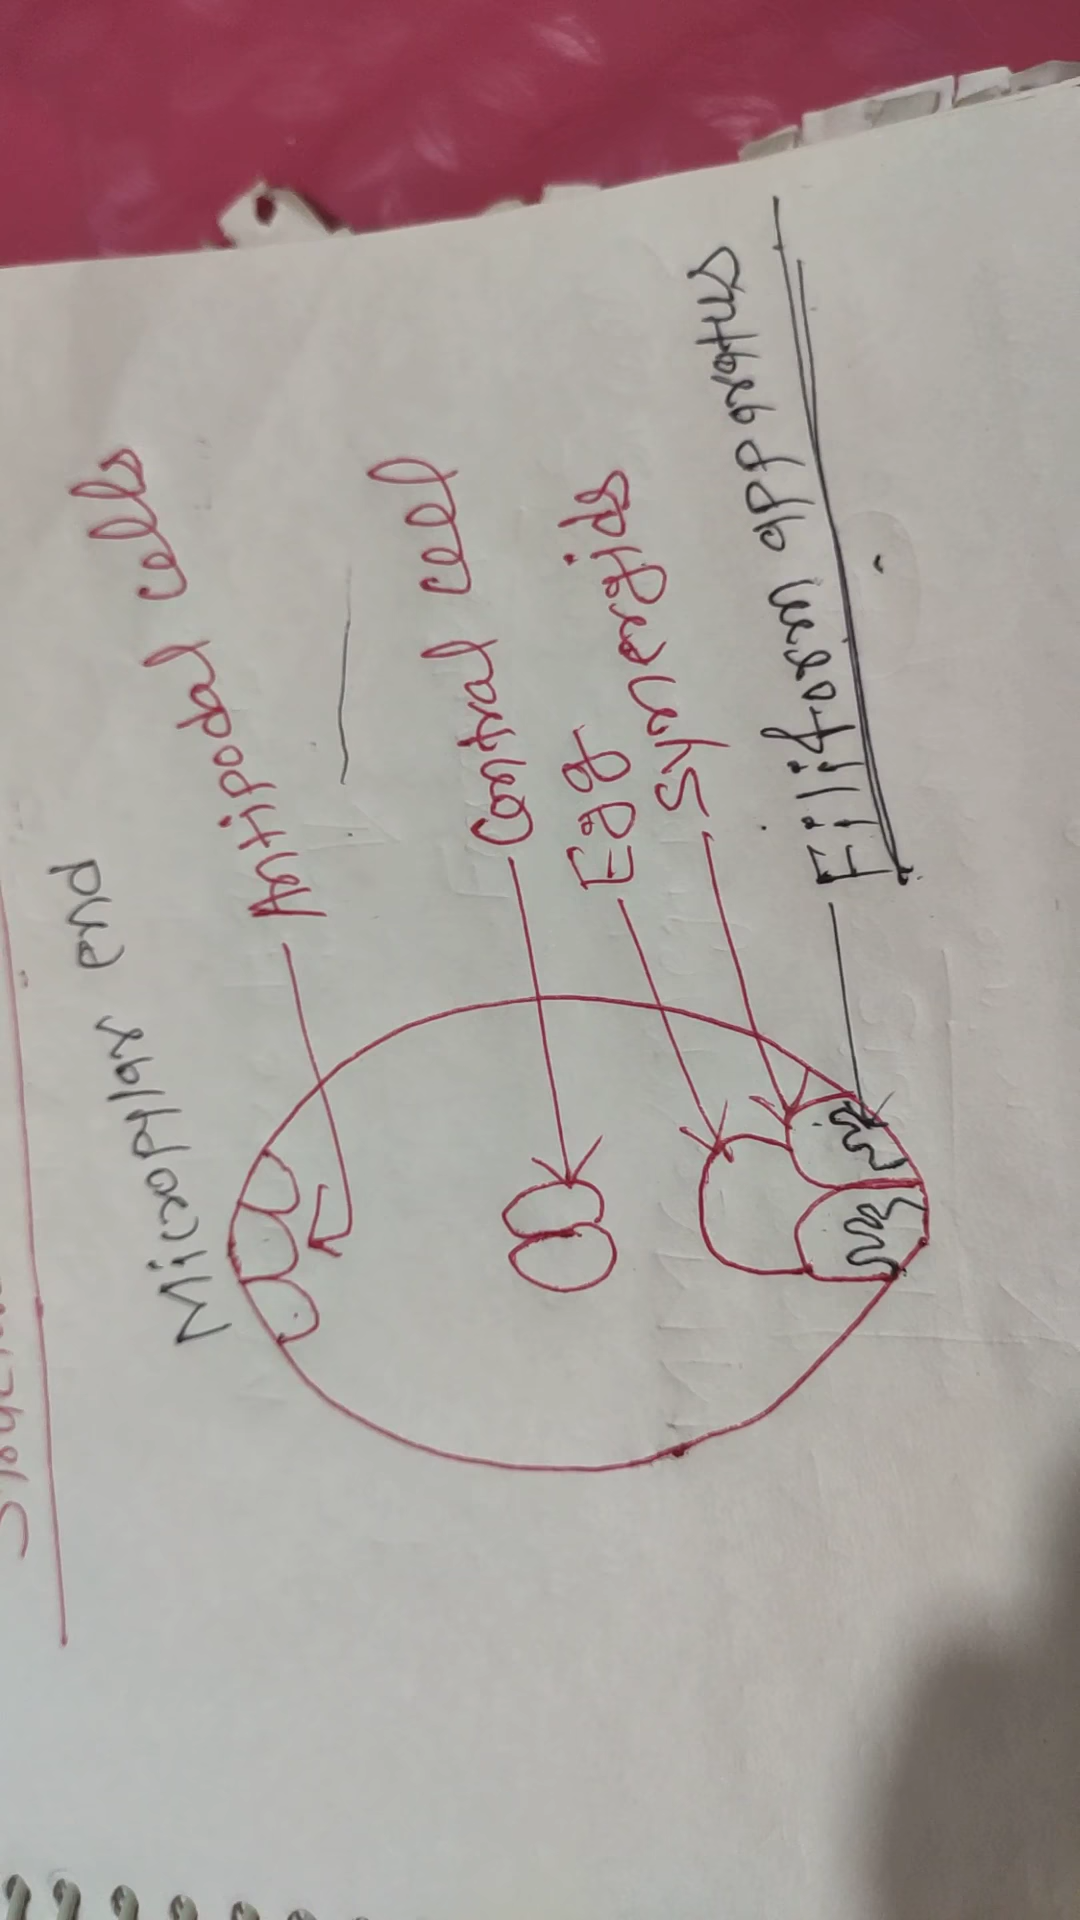 Filiform apparatus
Synergids
Egg
Central cell
Antipodal cells
Micropylar end